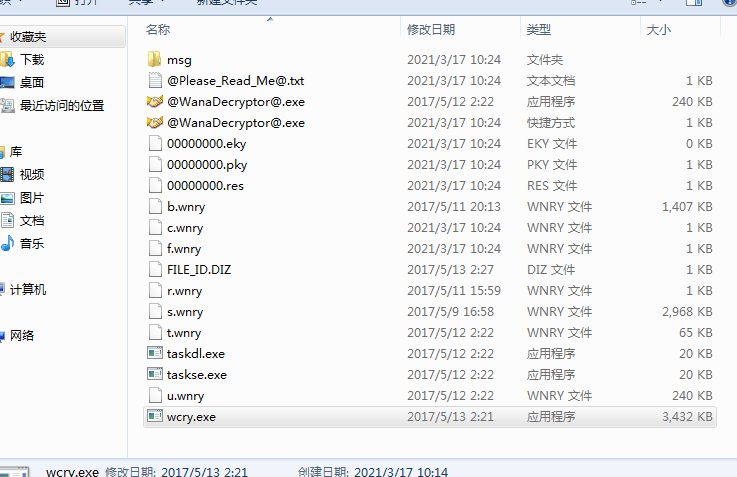 打开 共享 新建文件夹
名称 修改日期 类型 大小
收藏夹
下载
桌面
最近访问的位置
库
视频
图片
文档
音乐
计算机
网络
msg 2021/3/17 10:24 文件夹
@Please_Read_Me@.txt 2021/3/17 10:24 文本文档 1 KB
@WanaDecryptor@.exe 2017/5/12 2:22 应用程序 240 KB
@WanaDecryptor@.exe 2021/3/17 10:24 快捷方式 1 KB
00000000.eky 2021/3/17 10:24 EKY 文件 0 KB
00000000.pky 2021/3/17 10:24 PKY 文件 1 KB
00000000.res 2021/3/17 10:24 RES 文件 1 KB
b.wnry 2017/5/11 20:13 WNRY 文件 1,407 KB
c.wnry 2021/3/17 10:24 WNRY 文件 1 KB
f.wnry 2021/3/17 10:24 WNRY 文件 1 KB
FILE_ID.DIZ 2017/5/13 2:27 DIZ 文件 1 KB
r.wnry 2017/5/11 15:59 WNRY 文件 1 KB
s.wnry 2017/5/9 16:58 WNRY 文件 2,968 KB
t.wnry 2017/5/12 2:22 WNRY 文件 65 KB
taskdl.exe 2017/5/12 2:22 应用程序 20 KB
taskse.exe 2017/5/12 2:22 应用程序 20 KB
u.wnry 2017/5/12 2:22 WNRY 文件 240 KB
wcry.exe 2017/5/13 2:21 应用程序 3,432 KB
wcry.exe 修改日期: 2017/5/13 2:21 创建日期: 2021/3/17 10:14